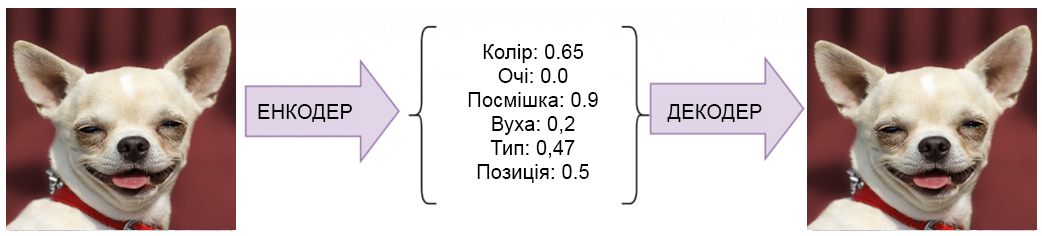 ЕНКОДЕР
Колір: 0.65
Очі: 0.0
Посмішка: 0.9
Вуха: 0,2
Тип: 0,47
Позиція: 0.5
ДЕКОДЕР